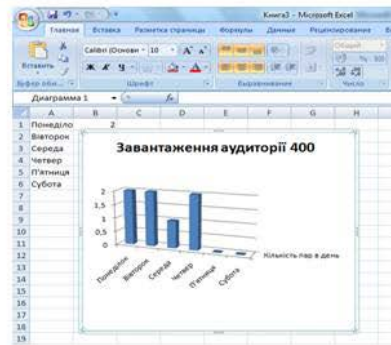 Книга3 - Microsoft Excel
Главная Вставка Разметка страницы Формулы Данные Рецензирование
Вставить
Calibri (Основн 10
Общий
Шрифт Выравнивание Число
Диаграмма 1 fx
A B C D E F G H
1 Понеділо 2
2 Вівторок
3 Середа
4 Четвер
5 П'ятниця
6 Субота
7
8
9
10
11
12
13
14
15
16
17
18
19
Завантаження аудиторії 400
2
1,5
1
0,5
0
Кількість пар в день
Понеділок Вівторок Середа Четвер П'ятниця Субота